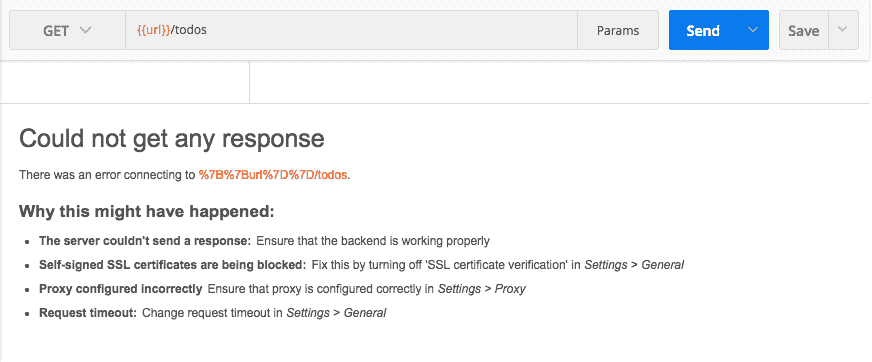 GET {{url}}/todos Params Send Save
Could not get any response
There was an error connecting to %7B%7Burl%7D%7D/todos.
Why this might have happened:
The server couldn't send a response: Ensure that the backend is working properly
Self-signed SSL certificates are being blocked: Fix this by turning off 'SSL certificate verification' in Settings > General
Proxy configured incorrectly Ensure that proxy is configured correctly in Settings > Proxy
Request timeout: Change request timeout in Settings > General